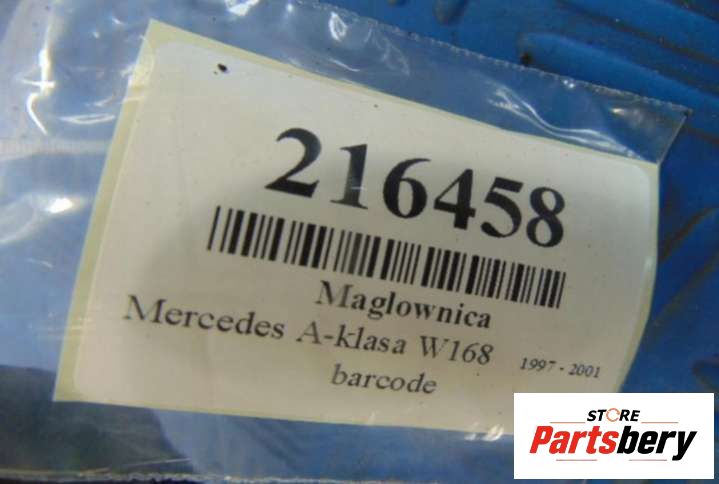 216458
Maglownica
Mercedes A-klasa W168 1997 - 2001
barcode
STORE
Partsbery